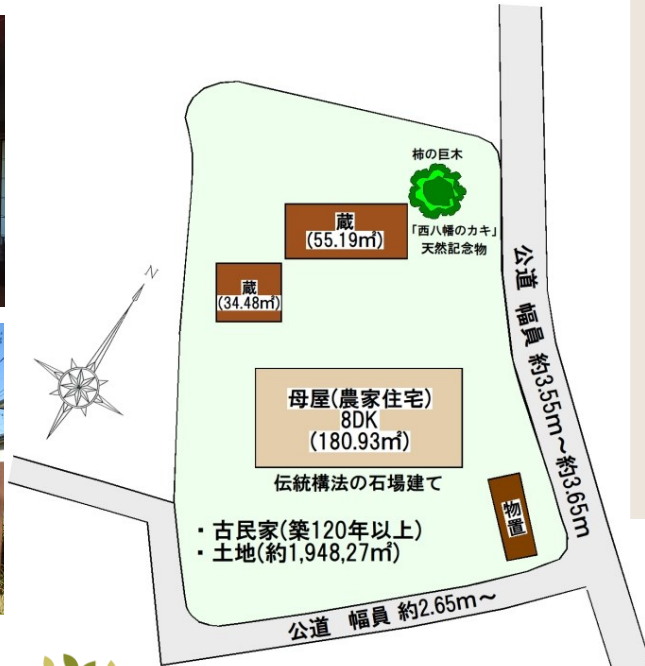 柿の巨木
蔵
(55.19㎡)
「西八幡のカキ」
天然記念物
N
蔵
(34.48㎡)
公道 幅員 約3.55m～約3.65m
母屋(農家住宅)
8DK
(180.93㎡)
伝統構法の石場建て
物置
・古民家(築120年以上)
・土地(約1,948,27㎡)
公道 幅員 約2.65m～